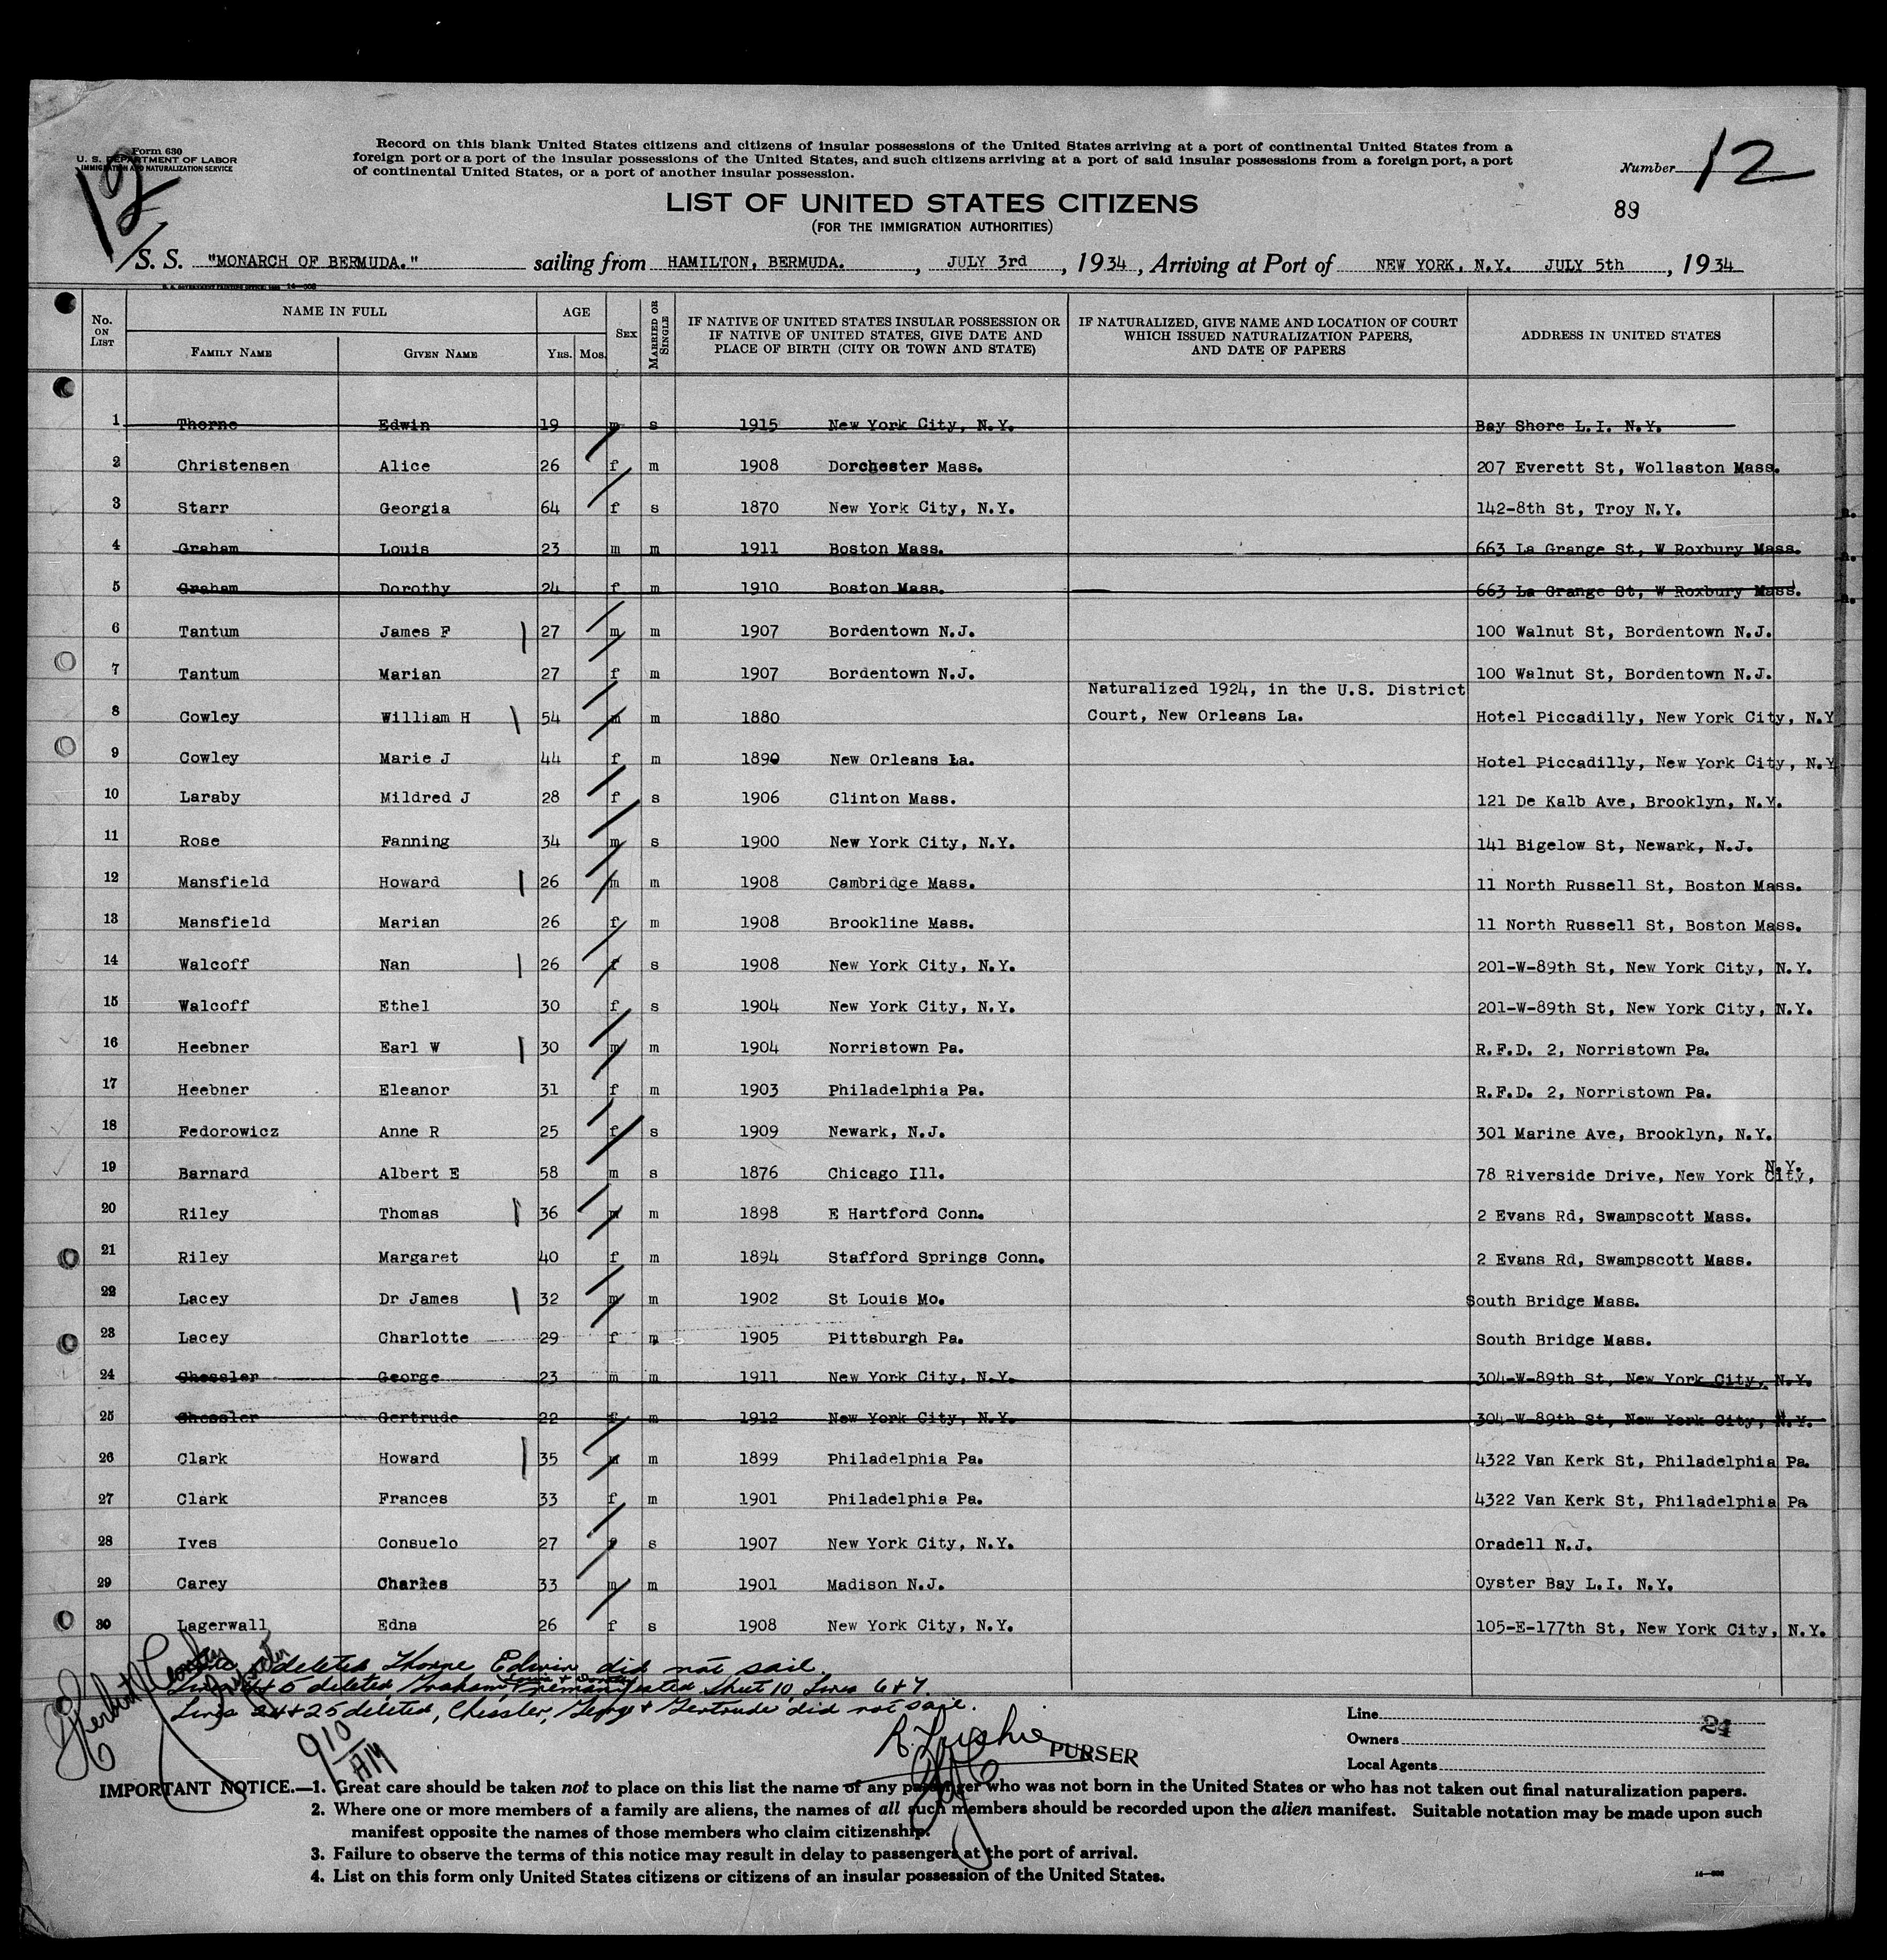 Form 630
U. S. DEPARTMENT OF LABOR
IMMIGRATION AND NATURALIZATION SERVICE
12
Record on this blank United States citizens and citizens of insular possessions of the United States arriving at a port of continental United States from a
foreign port or a port of the insular possessions of the United States, and such citizens arriving at a port of said insular possessions from a foreign port, a port
of continental United States, or a port of another insular possession.
Number 12
89
LIST OF UNITED STATES CITIZENS
(FOR THE IMMIGRATION AUTHORITIES)
S. S. "MONARCH OF BERMUDA." sailing from HAMILTON, BERMUDA. , JULY 3rd , 1934 , Arriving at Port of NEW YORK, N.Y. JULY 5th , 1934
No. ON LIST NAME IN FULL FAMILY NAME GIVEN NAME AGE YRS. MOS. SEX MARRIED OR SINGLE IF NATIVE OF UNITED STATES INSULAR POSSESSION OR IF NATIVE OF UNITED STATES, GIVE DATE AND PLACE OF BIRTH (CITY OR TOWN AND STATE) IF NATURALIZED, GIVE NAME AND LOCATION OF COURT WHICH ISSUED NATURALIZATION PAPERS, AND DATE OF PAPERS ADDRESS IN UNITED STATES
1 Thorne Edwin 19 m s 1915 New York City, N.Y. Bay Shore L.I. N.Y.
2 Christensen Alice 26 f m 1908 Dorchester Mass. 207 Everett St, Wollaston Mass.
3 Starr Georgia 64 f s 1870 New York City, N.Y. 142-8th St, Troy N.Y.
4 Graham Louis 23 m m 1911 Boston Mass. 663 La Grange St, W Roxbury Mass.
5 Graham Dorothy 24 f m 1910 Boston Mass. 663 La Grange St, W Roxbury Mass.
6 Tantum James F 27 m m 1907 Bordentown N.J. 100 Walnut St, Bordentown N.J.
7 Tantum Marian 27 f m 1907 Bordentown N.J. 100 Walnut St, Bordentown N.J.
Naturalized 1924, in the U.S. District
8 Cowley William H 54 m m 1880 Court, New Orleans La. Hotel Piccadilly, New York City, N.Y
9 Cowley Marie J 44 f m 1890 New Orleans La. Hotel Piccadilly, New York City, N.Y
10 Laraby Mildred J 28 f s 1906 Clinton Mass. 121 De Kalb Ave, Brooklyn, N.Y.
11 Rose Fanning 34 m s 1900 New York City, N.Y. 141 Bigelow St, Newark, N.J.
12 Mansfield Howard 26 m m 1908 Cambridge Mass. 11 North Russell St, Boston Mass.
13 Mansfield Marian 26 f m 1908 Brookline Mass. 11 North Russell St, Boston Mass.
14 Walcoff Nan 26 f s 1908 New York City, N.Y. 201-W-89th St, New York City, N.Y.
15 Walcoff Ethel 30 f s 1904 New York City, N.Y. 201-W-89th St, New York City, N.Y.
16 Heebner Earl W 30 m m 1904 Norristown Pa. R.F.D. 2, Norristown Pa.
17 Heebner Eleanor 31 f m 1903 Philadelphia Pa. R.F.D. 2, Norristown Pa.
18 Fedorowicz Anne R 25 f s 1909 Newark, N.J. 301 Marine Ave, Brooklyn, N.Y.
19 Barnard Albert E 58 m s 1876 Chicago Ill. 78 Riverside Drive, New York City, N.Y.
20 Riley Thomas 36 m m 1898 E Hartford Conn. 2 Evans Rd, Swampscott Mass.
21 Riley Margaret 40 f m 1894 Stafford Springs Conn. 2 Evans Rd, Swampscott Mass.
22 Lacey Dr James 32 m m 1902 St Louis Mo. South Bridge Mass.
23 Lacey Charlotte 29 f m 1905 Pittsburgh Pa. South Bridge Mass.
24 Chessler George 23 m m 1911 New York City, N.Y. 304-W-89th St, New York City, N.Y.
25 Chessler Gertrude 22 f m 1912 New York City, N.Y. 304-W-89th St, New York City, N.Y.
26 Clark Howard 35 m m 1899 Philadelphia Pa. 4322 Van Kerk St, Philadelphia Pa.
27 Clark Frances 33 f m 1901 Philadelphia Pa. 4322 Van Kerk St, Philadelphia Pa
28 Ives Consuelo 27 f s 1907 New York City, N.Y. Oradell N.J.
29 Carey Charles 33 m m 1901 Madison N.J. Oyster Bay L.I. N.Y.
30 Lagerwall Edna 26 f s 1908 New York City, N.Y. 105-E-177th St, New York City, N.Y.
deleted Thorne Edwin did not sail.
Lines 4+5 deleted Graham, Louis + Dorothy remanifested Sheet 10, Lines 6+7.
Lines 24+25 deleted, Chessler, George + Gertrude did not sail.
910
PURSER
Line
Owners
Local Agents
24
IMPORTANT NOTICE.—1. Great care should be taken not to place on this list the name of any passenger who was not born in the United States or who has not taken out final naturalization papers.
2. Where one or more members of a family are aliens, the names of all such members should be recorded upon the alien manifest. Suitable notation may be made upon such
manifest opposite the names of those members who claim citizenship.
3. Failure to observe the terms of this notice may result in delay to passengers at the port of arrival.
4. List on this form only United States citizens or citizens of an insular possession of the United States.